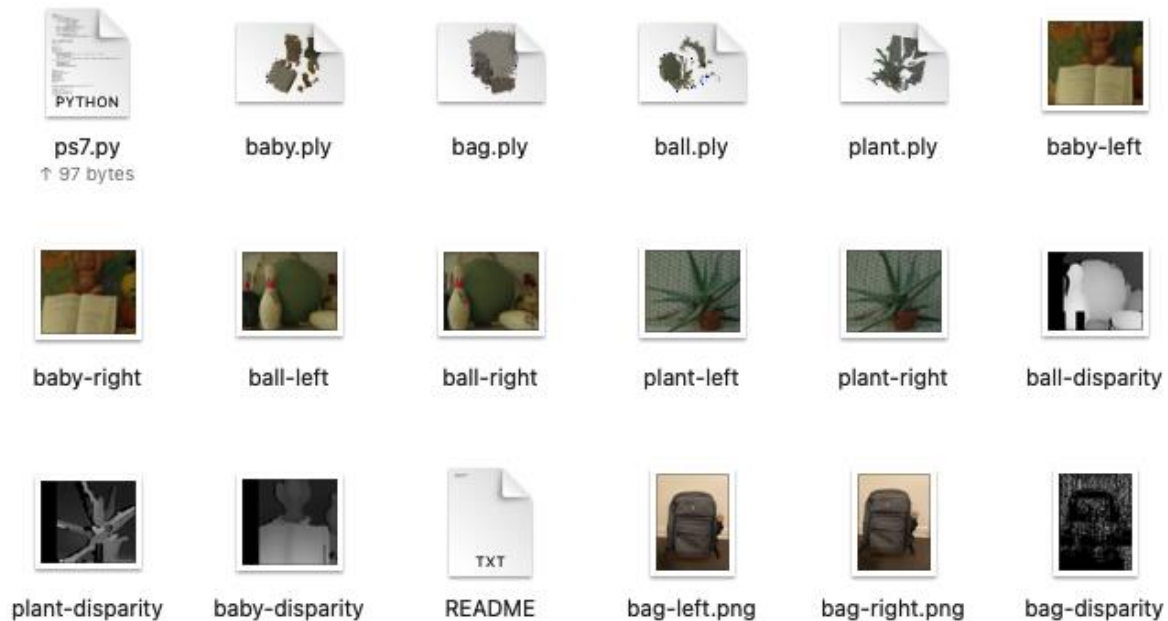 PYTHON
ps7.py
↑ 97 bytes
baby.ply
bag.ply
ball.ply
plant.ply
baby-left
baby-right
ball-left
ball-right
plant-left
plant-right
ball-disparity
plant-disparity
baby-disparity
TXT
README
bag-left.png
bag-right.png
bag-disparity